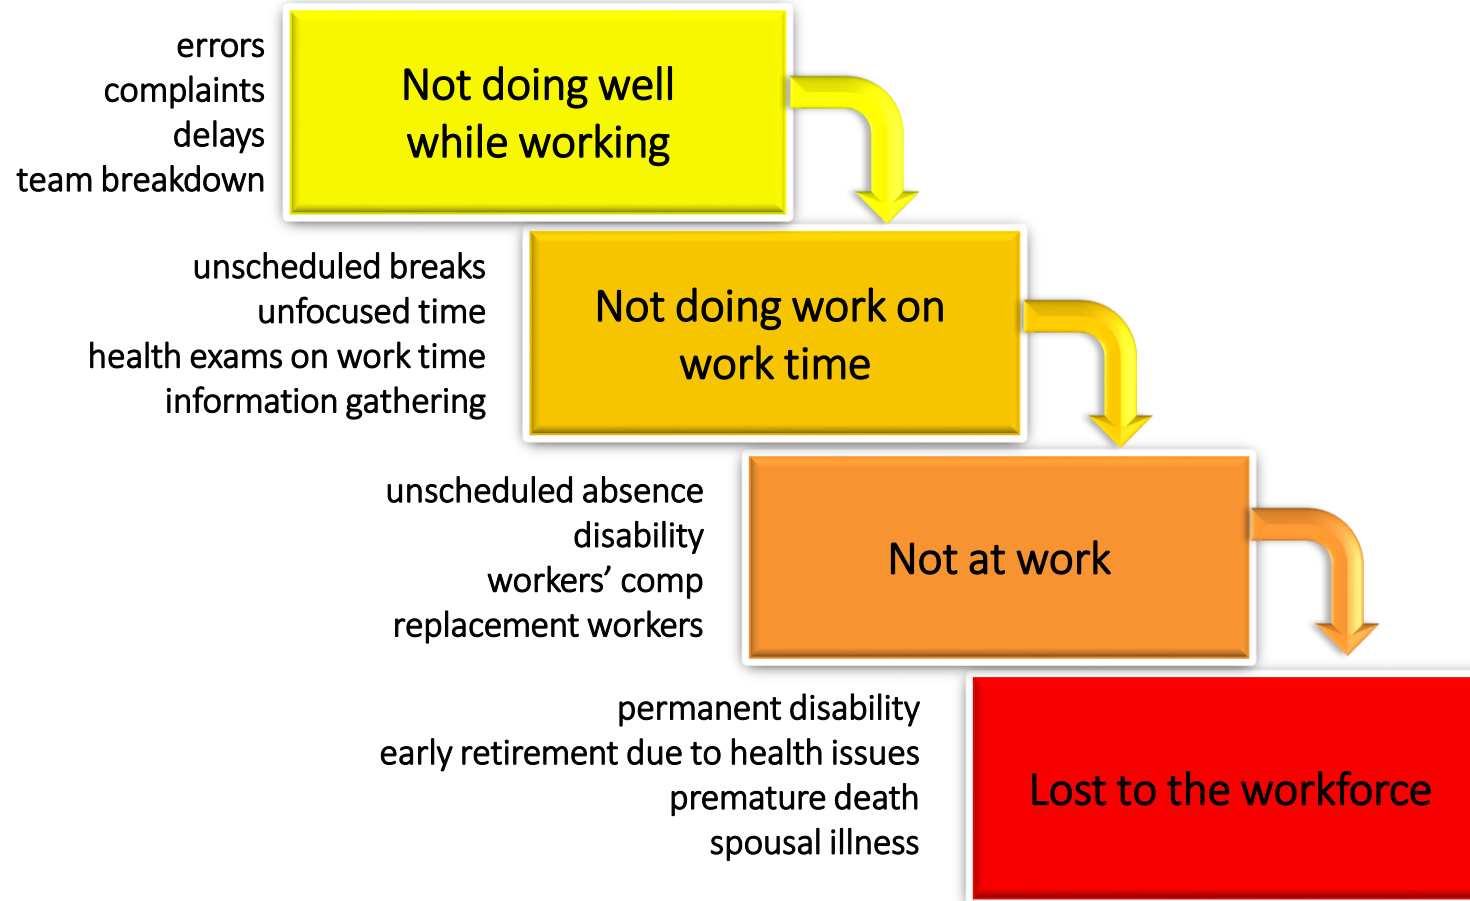 errors
complaints
delays
team breakdown
Not doing well
while working
unscheduled breaks
unfocused time
health exams on work time
information gathering
Not doing work on
work time
unscheduled absence
disability
workers’ comp
replacement workers
Not at work
permanent disability
early retirement due to health issues
premature death
spousal illness
Lost to the workforce